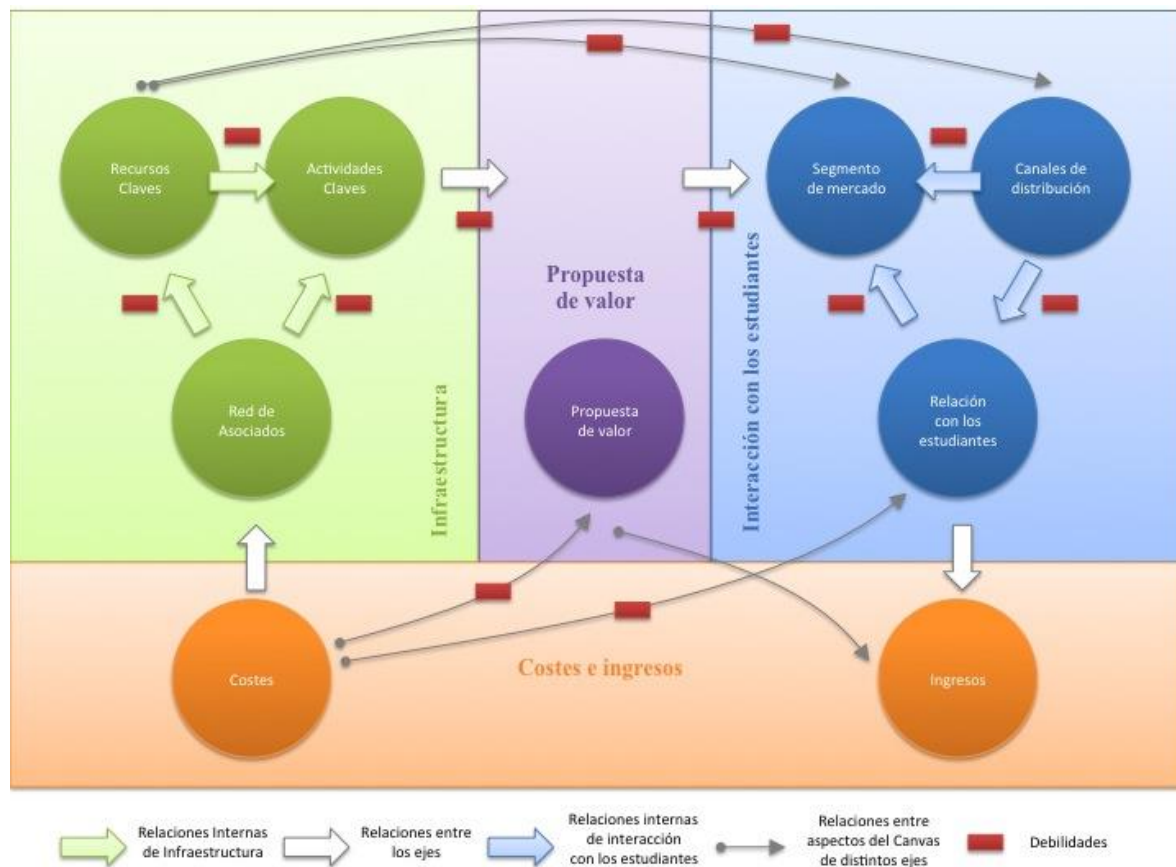 Recursos
Claves
Actividades
Claves
Segmento
de mercado
Canales de
distribución
Propuesta
de valor
Infraestructura
Interacción con los estudiantes
Red de
Asociados
Propuesta
de valor
Relación
con los
estudiantes
Costes
Costes e ingresos
Ingresos
Relaciones Internas
de Infraestructura
Relaciones entre
los ejes
Relaciones internas
de interacción
con los estudiantes
Relaciones entre
aspectos del Canvas
de distintos ejes
Debilidades